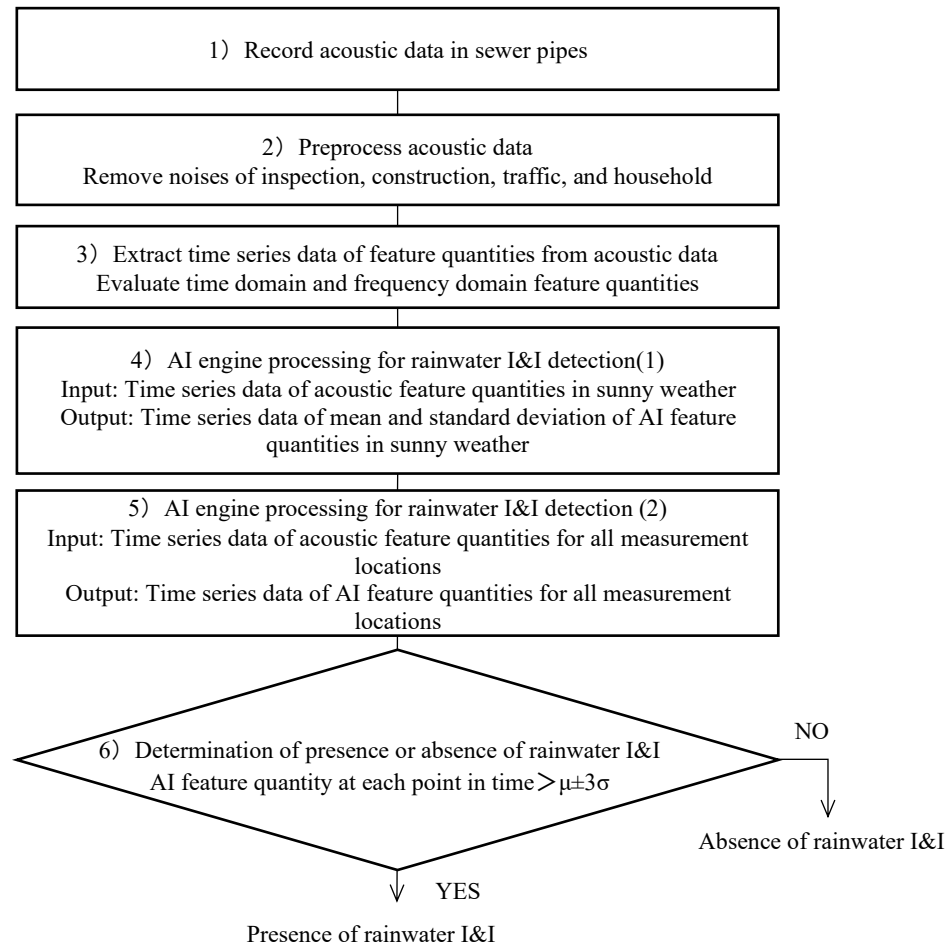 1）Record acoustic data in sewer pipes
2）Preprocess acoustic data
Remove noises of inspection, construction, traffic, and household
3）Extract time series data of feature quantities from acoustic data
Evaluate time domain and frequency domain feature quantities
4）AI engine processing for rainwater I&I detection(1)
Input: Time series data of acoustic feature quantities in sunny weather
Output: Time series data of mean and standard deviation of AI feature
quantities in sunny weather
5）AI engine processing for rainwater I&I detection (2)
Input: Time series data of acoustic feature quantities for all measurement
locations
Output: Time series data of AI feature quantities for all measurement
locations
6）Determination of presence or absence of rainwater I&I
AI feature quantity at each point in time＞μ±3σ
NO
Absence of rainwater I&I
YES
Presence of rainwater I&I